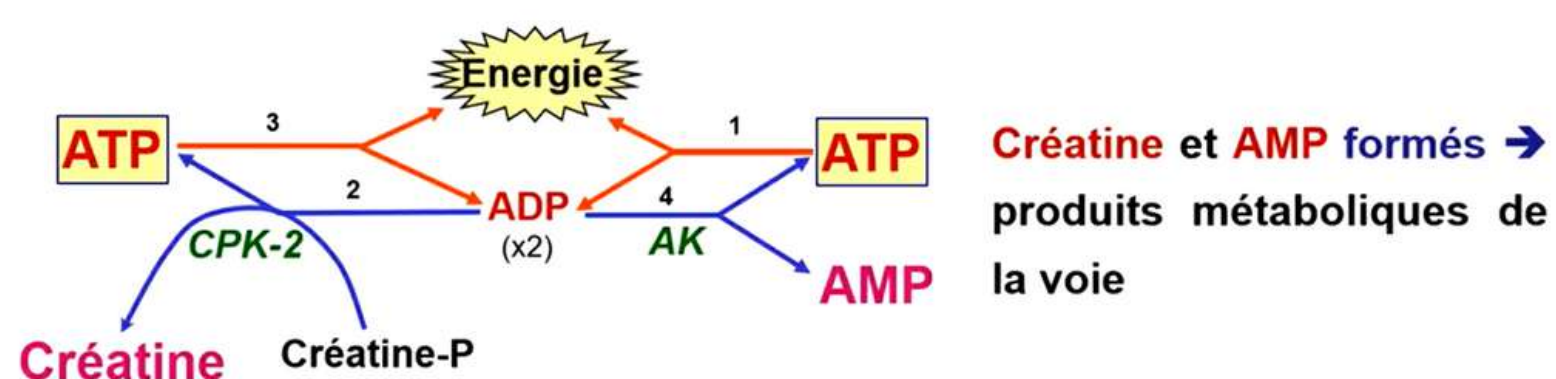 Energie
ATP
3
1
ATP
2
ADP
4
(x2)
CPK-2
AK
AMP
Créatine
Créatine-P
Créatine et AMP formés ➔
produits métaboliques de
la voie